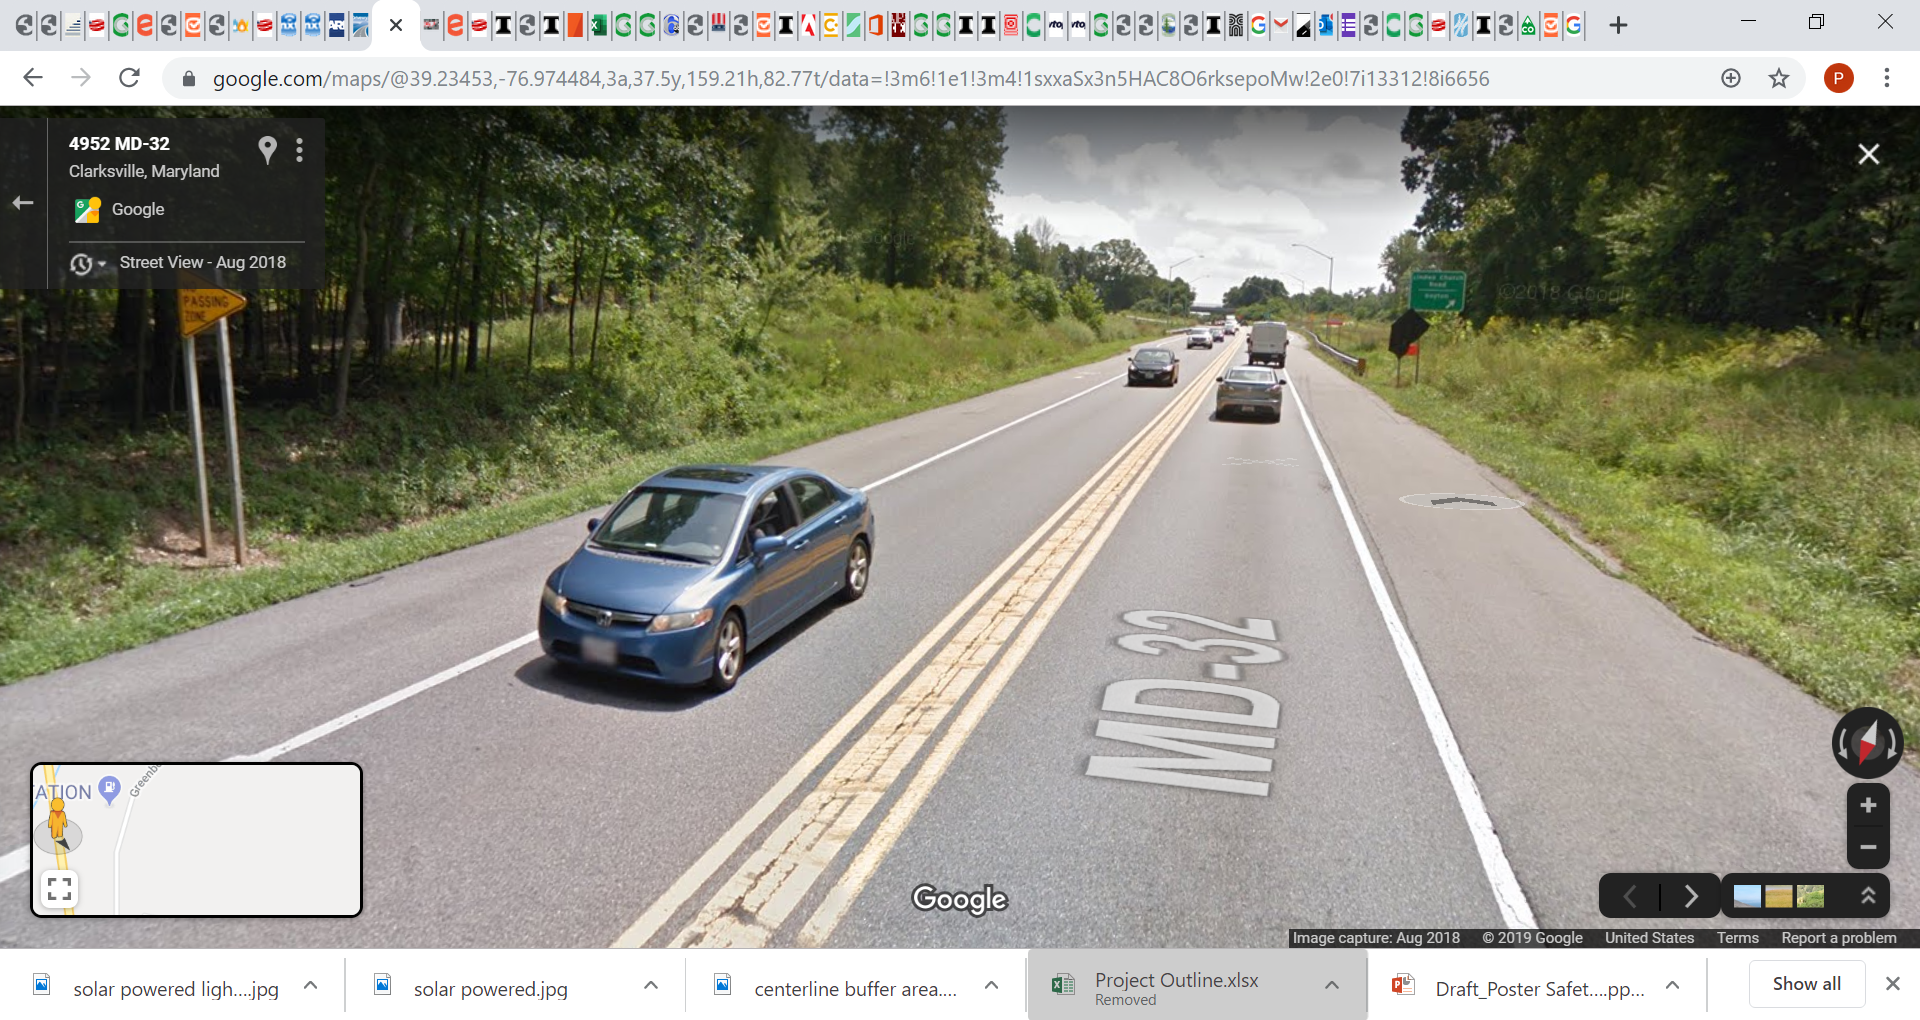 google.com/maps/@39.23453,-76.974484,3a,37.5y,159.21h,82.77t/data=!3m6!1e1!3m4!1sxxaSx3n5HAC8O6rksepoMw!2e0!7i13312!8i6656
P
4952 MD-32
Clarksville, Maryland
Google
Street View - Aug 2018
PASSING
ZONE
Road
©2018 Google
MD-32
ATION
Greenb
Google
Image capture: Aug 2018 © 2019 Google United States Terms Report a problem
solar powered ligh....jpg
solar powered.jpg
centerline buffer area....
Project Outline.xlsx
Removed
Draft_Poster Safet....pp...
Show all